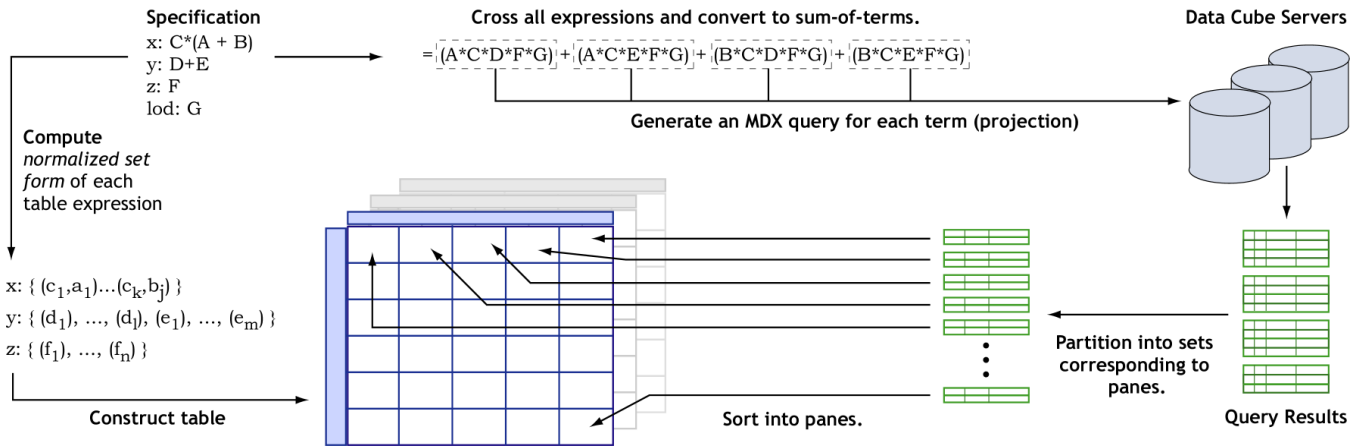 Specification
x: C*(A + B)
y: D+E
z: F
lod: G
Cross all expressions and convert to sum-of-terms.
= (A*C*D*F*G) + (A*C*E*F*G) + (B*C*D*F*G) + (B*C*E*F*G)
Generate an MDX query for each term (projection)
Data Cube Servers
Compute
normalized set
form of each
table expression
x: { (c₁,a₁)...(cₖ,bⱼ) }
y: { (d₁), ..., (dₗ), (e₁), ..., (eₘ) }
z: { (f₁), ..., (fₙ) }
Construct table
Sort into panes.
Partition into sets
corresponding to
panes.
Query Results